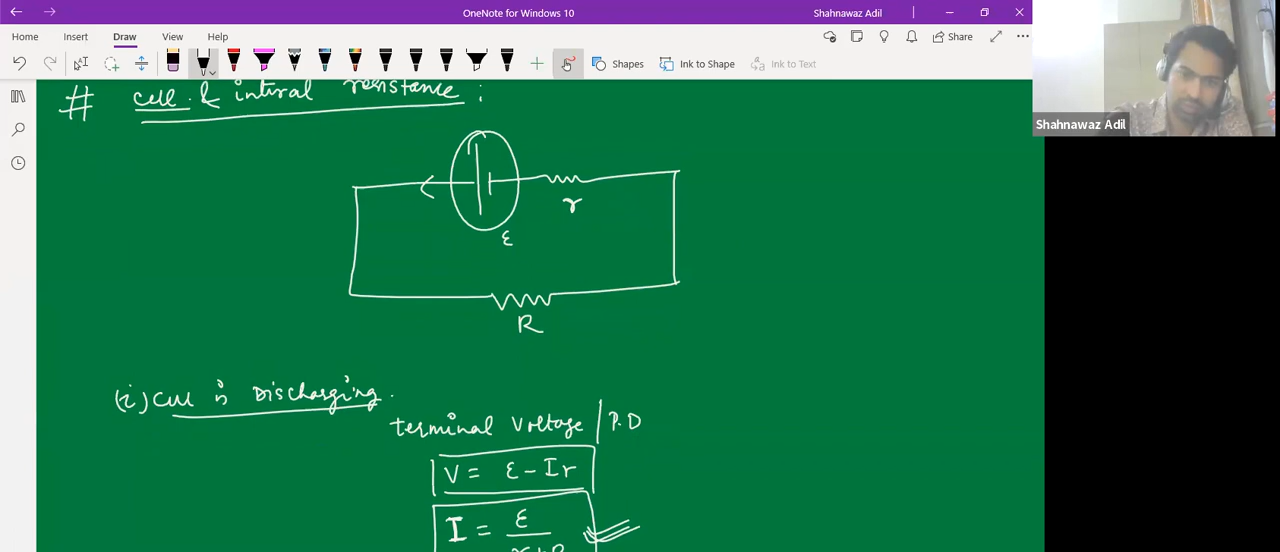 OneNote for Windows 10
Shahnawaz Adil
Home Insert Draw View Help
Share
Shapes Ink to Shape Ink to Text
Shahnawaz Adil
# cell & intiral resistance :
r
ε
R
(i) Cell is Discharging.
terminal Voltage | P.D
V = ε - Ir
I = ε
r+R